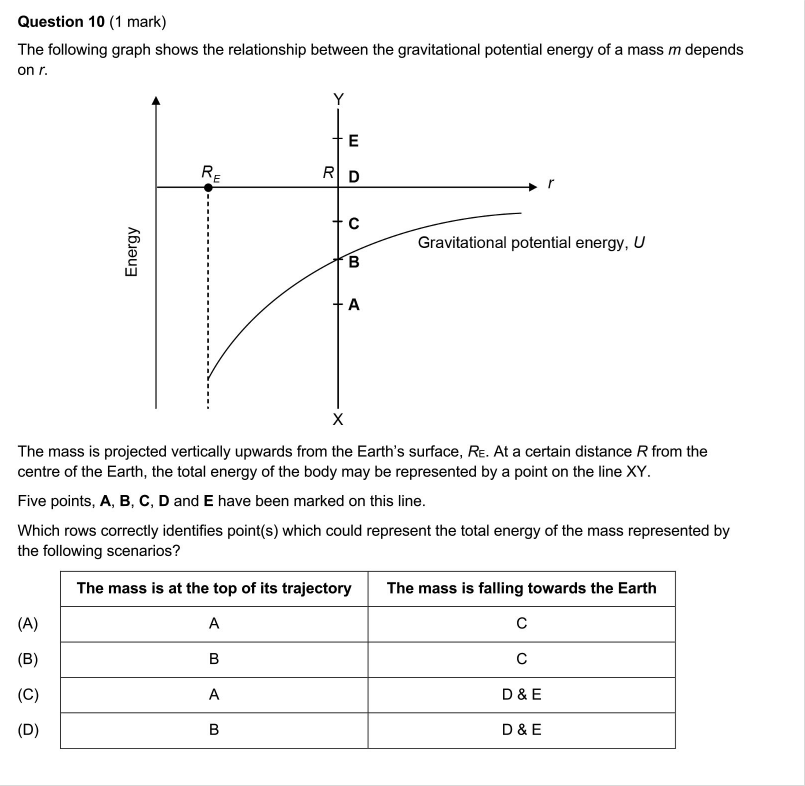 Question 10 (1 mark)
The following graph shows the relationship between the gravitational potential energy of a mass m depends
on r.
Y
E
R_E
R
D
r
C
Energy
Gravitational potential energy, U
B
A
X
The mass is projected vertically upwards from the Earth's surface, R_E. At a certain distance R from the
centre of the Earth, the total energy of the body may be represented by a point on the line XY.
Five points, A, B, C, D and E have been marked on this line.
Which rows correctly identifies point(s) which could represent the total energy of the mass represented by
the following scenarios?
The mass is at the top of its trajectory The mass is falling towards the Earth
(A) A C
(B) B C
(C) A D & E
(D) B D & E